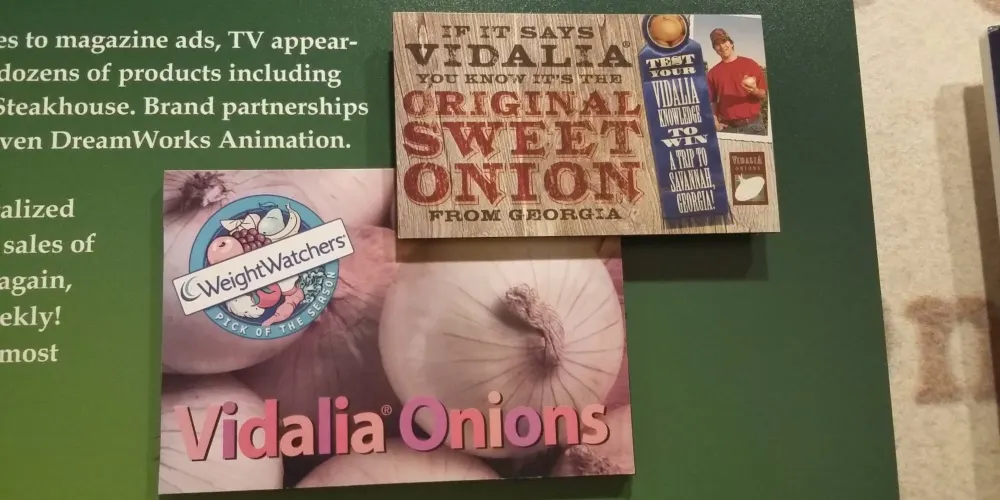 es to magazine ads, TV appear-
dozens of products including
Steakhouse. Brand partnerships
ven DreamWorks Animation.
alized
sales of
again,
ekly!
most
IF IT SAYS
VIDALIA®
YOU KNOW IT'S THE
ORIGINAL
SWEET
ONION
FROM GEORGIA
TEST
YOUR
VIDALIA
KNOWLEDGE
TO
WIN
A TRIP TO
SAVANNAH,
GEORGIA!
VIDALIA
ONIONS
WeightWatchers®
PICK OF THE SEASON
Vidalia® Onions